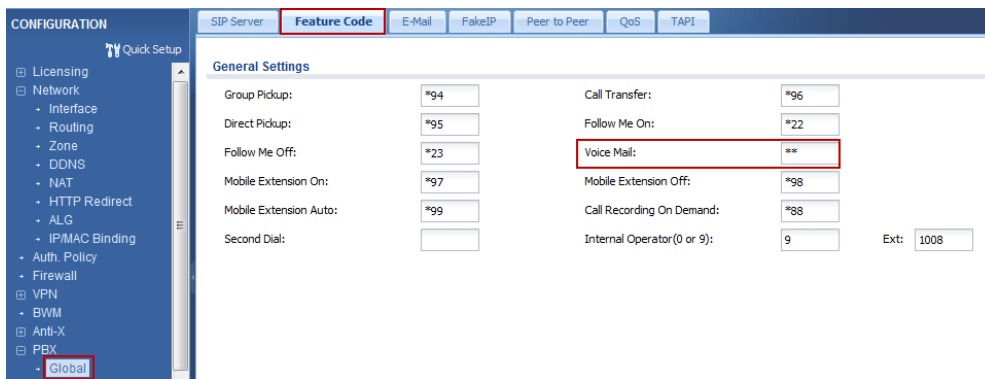 CONFIGURATION
Quick Setup
Licensing
Network
Interface
Routing
Zone
DDNS
NAT
HTTP Redirect
ALG
IP/MAC Binding
Auth. Policy
Firewall
VPN
BWM
Anti-X
PBX
Global
SIP Server Feature Code E-Mail FakeIP Peer to Peer QoS TAPI
General Settings
Group Pickup: *94 Call Transfer: *96
Direct Pickup: *95 Follow Me On: *22
Follow Me Off: *23 Voice Mail: **
Mobile Extension On: *97 Mobile Extension Off: *98
Mobile Extension Auto: *99 Call Recording On Demand: *88
Second Dial: Internal Operator(0 or 9): 9 Ext: 1008